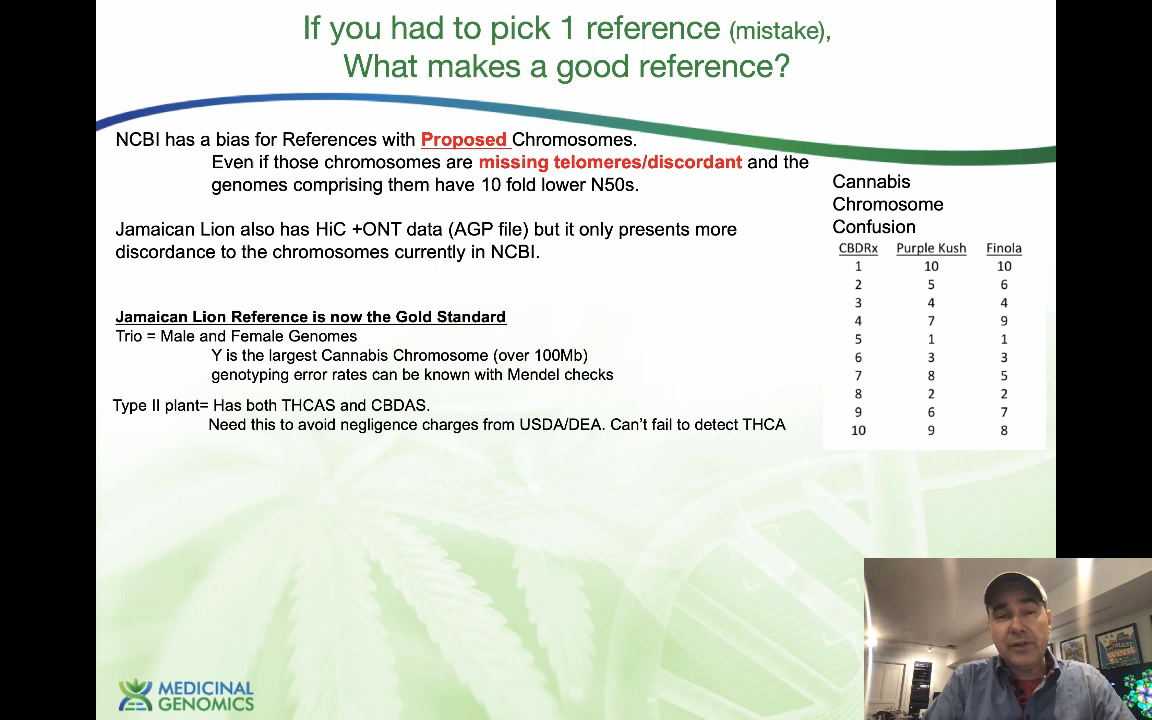 If you had to pick 1 reference (mistake),
What makes a good reference?
NCBI has a bias for References with Proposed Chromosomes.
Even if those chromosomes are missing telomeres/discordant and the
genomes comprising them have 10 fold lower N50s.
Jamaican Lion also has HiC +ONT data (AGP file) but it only presents more
discordance to the chromosomes currently in NCBI.
Jamaican Lion Reference is now the Gold Standard
Trio = Male and Female Genomes
Y is the largest Cannabis Chromosome (over 100Mb)
genotyping error rates can be known with Mendel checks
Type II plant= Has both THCAS and CBDAS.
Need this to avoid negligence charges from USDA/DEA. Can't fail to detect THCA
Cannabis
Chromosome
Confusion
CBDRx Purple Kush Finola
1 10 10
2 5 6
3 4 4
4 7 9
5 1 1
6 3 3
7 8 5
8 2 2
9 6 7
10 9 8
MEDICINAL
GENOMICS